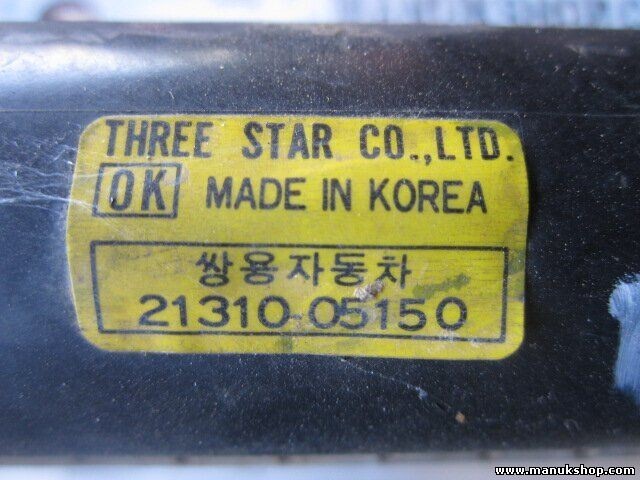 THREE STAR CO.,LTD.
OK MADE IN KOREA
쌍용자동차
21310-05150
www.manukshop.com